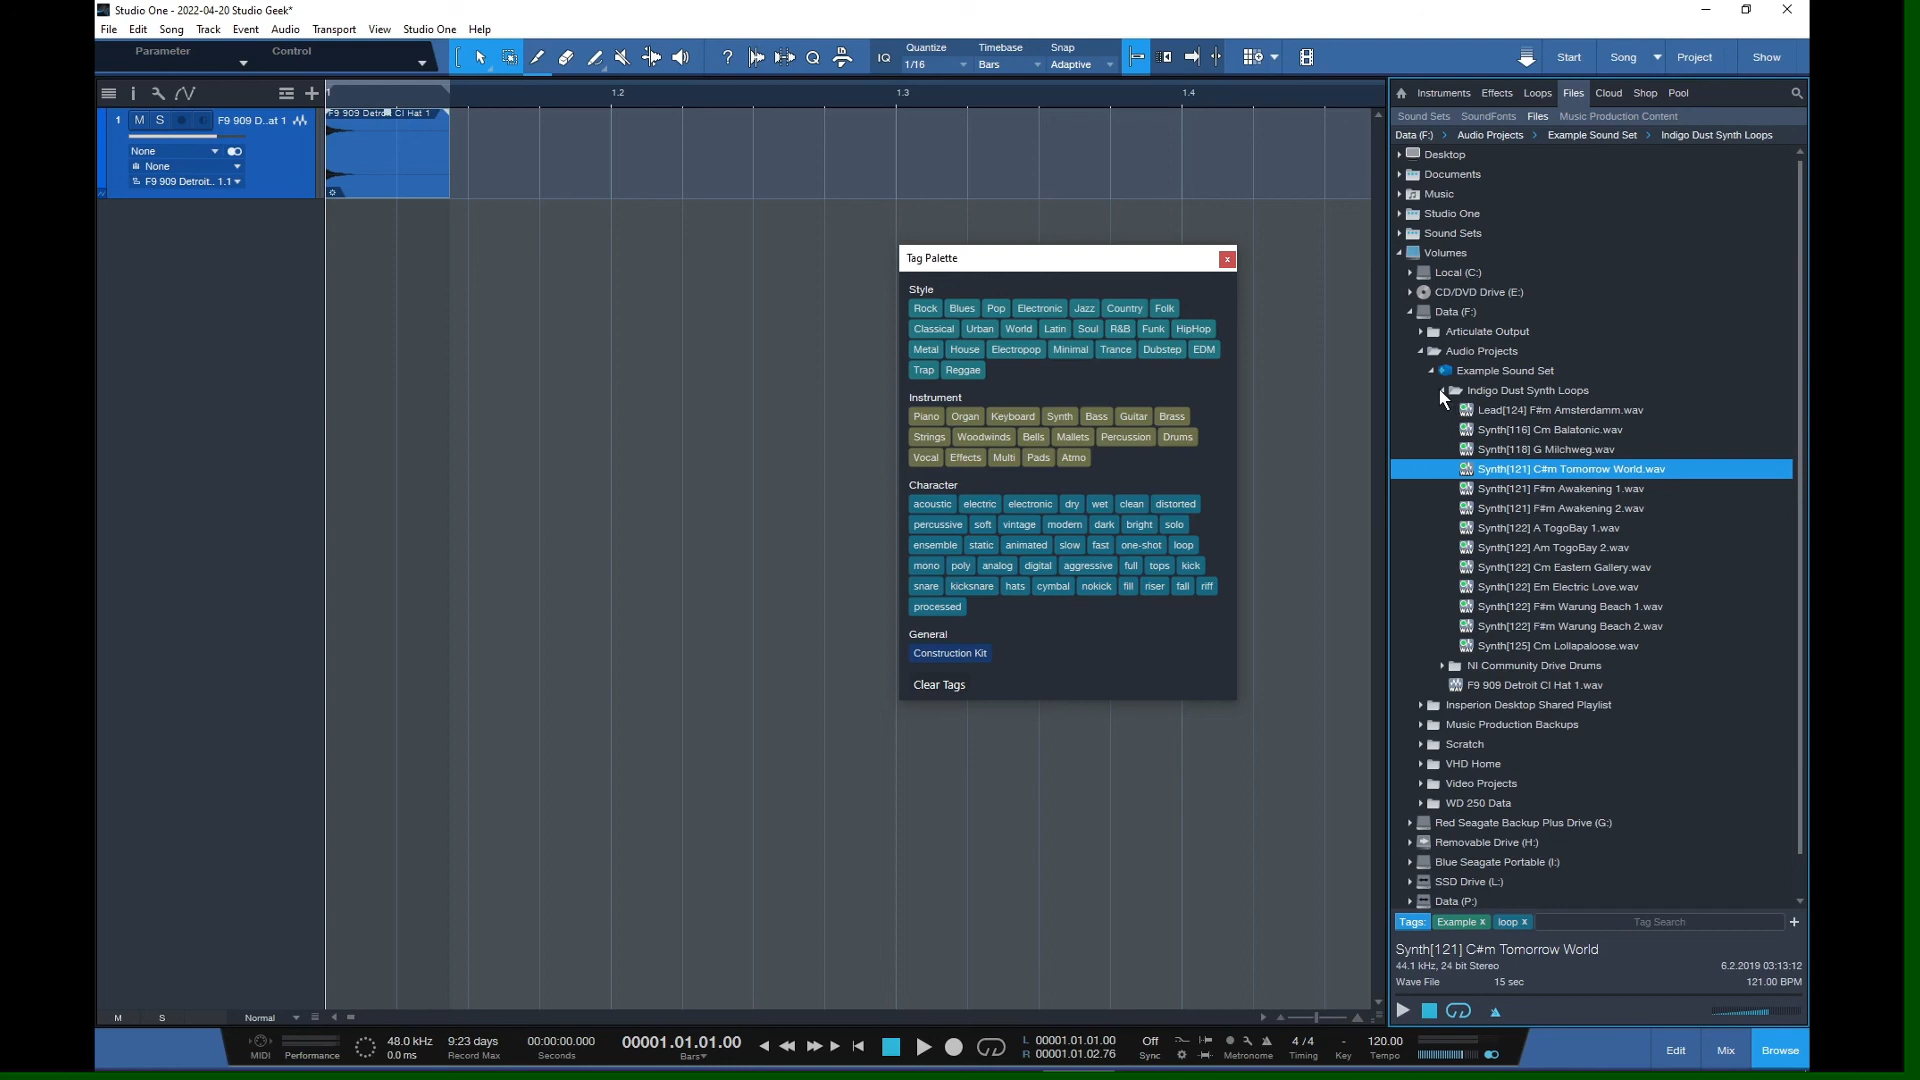 Studio One - 2022-04-20 Studio Geek*
File Edit Song Track Event Audio Transport View Studio One Help
Parameter Control
? Q IQ Quantize 1/16 Timebase Bars Snap Adaptive Start Song Project Show
1 1.2 1.3 1.4
1 M S F9 909 D..at 1
None
None
F9 909 Detroit.. 1.1
F9 909 Detroit Cl Hat 1
Tag Palette x
Style
Rock Blues Pop Electronic Jazz Country Folk
Classical Urban World Latin Soul R&B Funk HipHop
Metal House Electropop Minimal Trance Dubstep EDM
Trap Reggae
Instrument
Piano Organ Keyboard Synth Bass Guitar Brass
Strings Woodwinds Bells Mallets Percussion Drums
Vocal Effects Multi Pads Atmo
Character
acoustic electric electronic dry wet clean distorted
percussive soft vintage modern dark bright solo
ensemble static animated slow fast one-shot loop
mono poly analog digital aggressive full tops kick
snare kicksnare hats cymbal nokick fill riser fall riff
processed
General
Construction Kit
Clear Tags
Instruments Effects Loops Files Cloud Shop Pool
Sound Sets SoundFonts Files Music Production Content
Data (F:) > Audio Projects > Example Sound Set > Indigo Dust Synth Loops
Desktop
Documents
Music
Studio One
Sound Sets
Volumes
Local (C:)
CD/DVD Drive (E:)
Data (F:)
Articulate Output
Audio Projects
Example Sound Set
Indigo Dust Synth Loops
Lead[124] F#m Amsterdamm.wav
Synth[116] Cm Balatonic.wav
Synth[118] G Milchweg.wav
Synth[121] C#m Tomorrow World.wav
Synth[121] F#m Awakening 1.wav
Synth[121] F#m Awakening 2.wav
Synth[122] A TogoBay 1.wav
Synth[122] Am TogoBay 2.wav
Synth[122] Cm Eastern Gallery.wav
Synth[122] Em Electric Love.wav
Synth[122] F#m Warung Beach 1.wav
Synth[122] F#m Warung Beach 2.wav
Synth[125] Cm Lollapaloose.wav
NI Community Drive Drums
F9 909 Detroit Cl Hat 1.wav
Insperion Desktop Shared Playlist
Music Production Backups
Scratch
VHD Home
Video Projects
WD 250 Data
Red Seagate Backup Plus Drive (G:)
Removable Drive (H:)
Blue Seagate Portable (I:)
SSD Drive (L:)
Data (P:)
Tags: Example x loop x Tag Search +
Synth[121] C#m Tomorrow World
44.1 kHz, 24 bit Stereo 6.2.2019 03:13:12
Wave File 15 sec 121.00 BPM
M S Normal
MIDI Performance 48.0 kHz 0.0 ms 9:23 days Record Max 00:00:00.000 Seconds 00001.01.01.00 Bars
L 00001.01.01.00
R 00001.01.02.76
Off Sync Metronome 4 / 4 Timing - Key 120.00 Tempo Edit Mix Browse